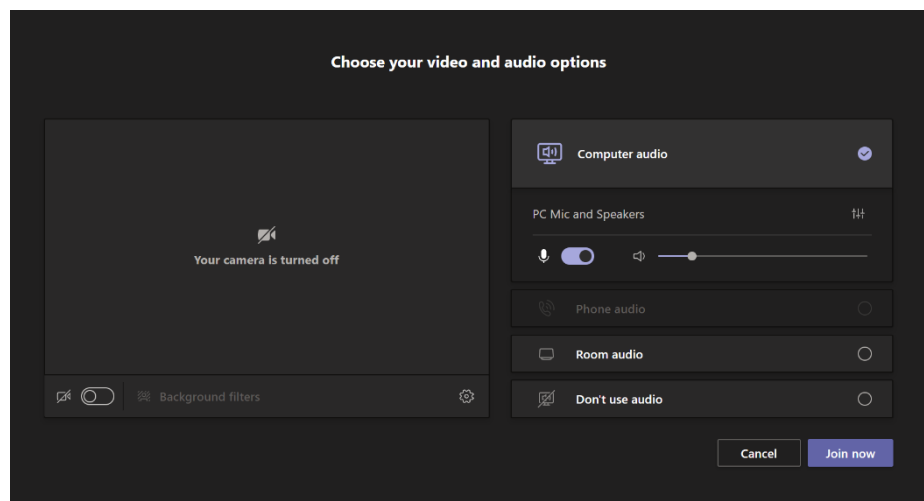 Choose your video and audio options
Your camera is turned off
Background filters
Computer audio
PC Mic and Speakers
Phone audio
Room audio
Don't use audio
Cancel
Join now